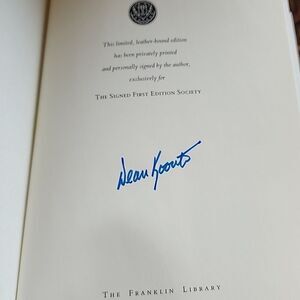 This limited, leather-bound edition
has been privately printed
and personally signed by the author,
exclusively for
THE SIGNED FIRST EDITION SOCIETY
Dean Koontz
THE FRANKLIN LIBRARY